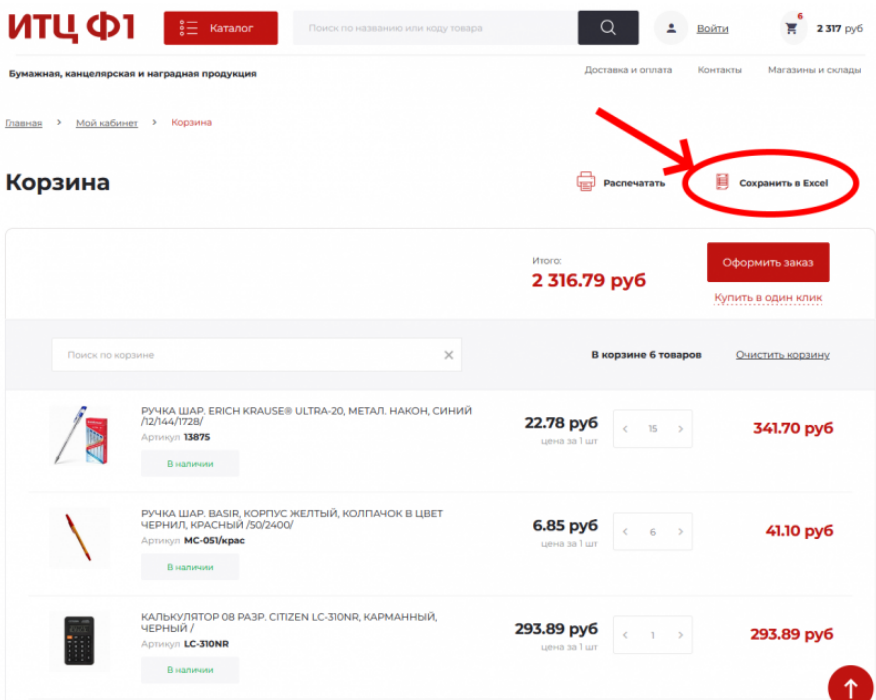 ИТЦ Ф1
Каталог
Поиск по названию или коду товара
Войти
6
2 317 руб
Бумажная, канцелярская и наградная продукция
Доставка и оплата
Контакты
Магазины и склады
Главная > Мой кабинет > Корзина
Корзина
Распечатать
Сохранить в Excel
Итого:
2 316.79 руб
Оформить заказ
Купить в один клик
Поиск по корзине
В корзине 6 товаров
Очистить корзину
РУЧКА ШАР. ERICH KRAUSE® ULTRA-20, МЕТАЛ. НАКОН, СИНИЙ
/12/144/1728/
Артикул 13875
В наличии
22.78 руб
цена за 1 шт
< 15 >
341.70 руб
РУЧКА ШАР. BASIR, КОРПУС ЖЕЛТЫЙ, КОЛПАЧОК В ЦВЕТ
ЧЕРНИЛ, КРАСНЫЙ /50/2400/
Артикул МС-051/крас
В наличии
6.85 руб
цена за 1 шт
< 6 >
41.10 руб
КАЛЬКУЛЯТОР 08 РАЗР. CITIZEN LC-310NR, КАРМАННЫЙ,
ЧЕРНЫЙ /
Артикул LC-310NR
В наличии
293.89 руб
цена за 1 шт
< 1 >
293.89 руб